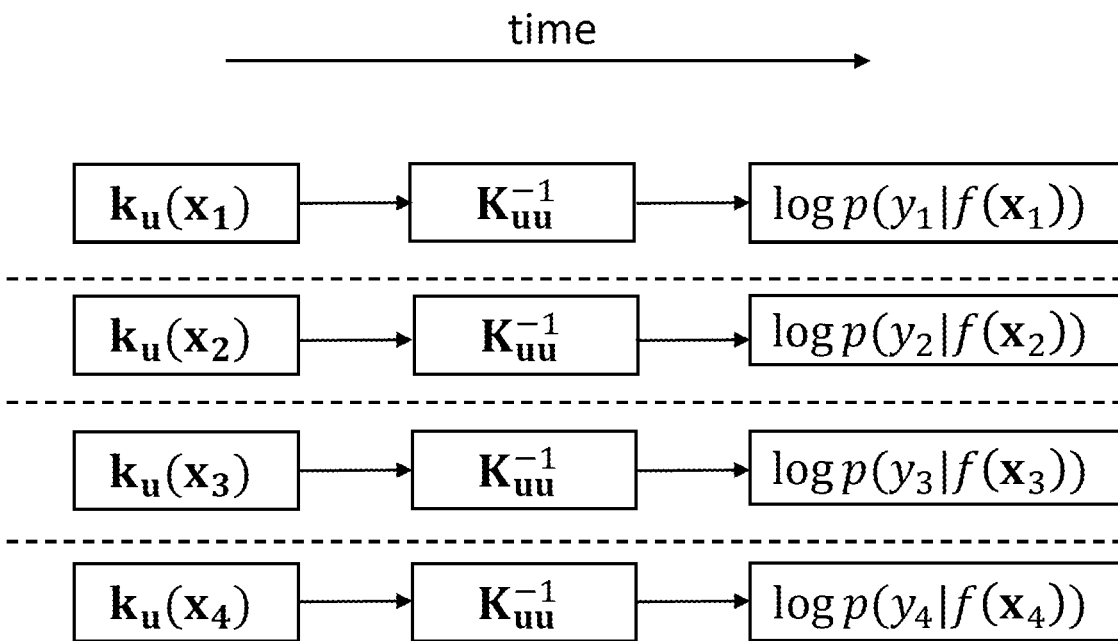 time
k_u(x_1) K_uu^{-1} log p(y_1|f(x_1))
k_u(x_2) K_uu^{-1} log p(y_2|f(x_2))
k_u(x_3) K_uu^{-1} log p(y_3|f(x_3))
k_u(x_4) K_uu^{-1} log p(y_4|f(x_4))